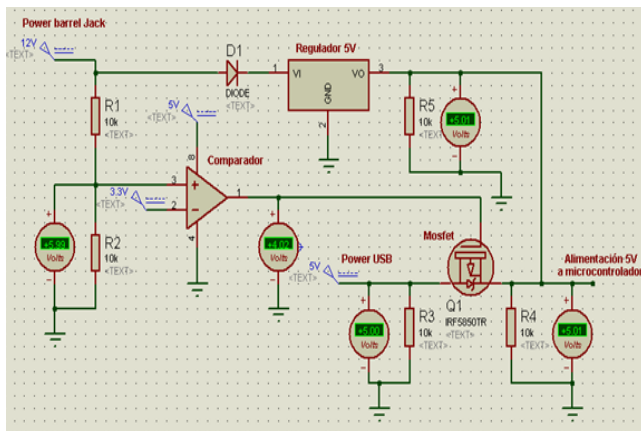 Power barrel Jack
12V
<TEXT>
D1
DIODE
<TEXT>
Regulador 5V
1
VI
VO
3
GND
2
R1
10k
<TEXT>
5V
<TEXT>
R5
10k
<TEXT>
+5.01
Volts
Comparador
8
3
2
1
4
3.3V
<TEXT>
+5.99
Volts
R2
10k
<TEXT>
+4.02
Volts
Mosfet
Power USB
5V
<TEXT>
Q1
IRF5850TR
<TEXT>
Alimentación 5V
a microcontrolador
+5.00
Volts
R3
10k
<TEXT>
R4
10k
<TEXT>
+5.01
Volts